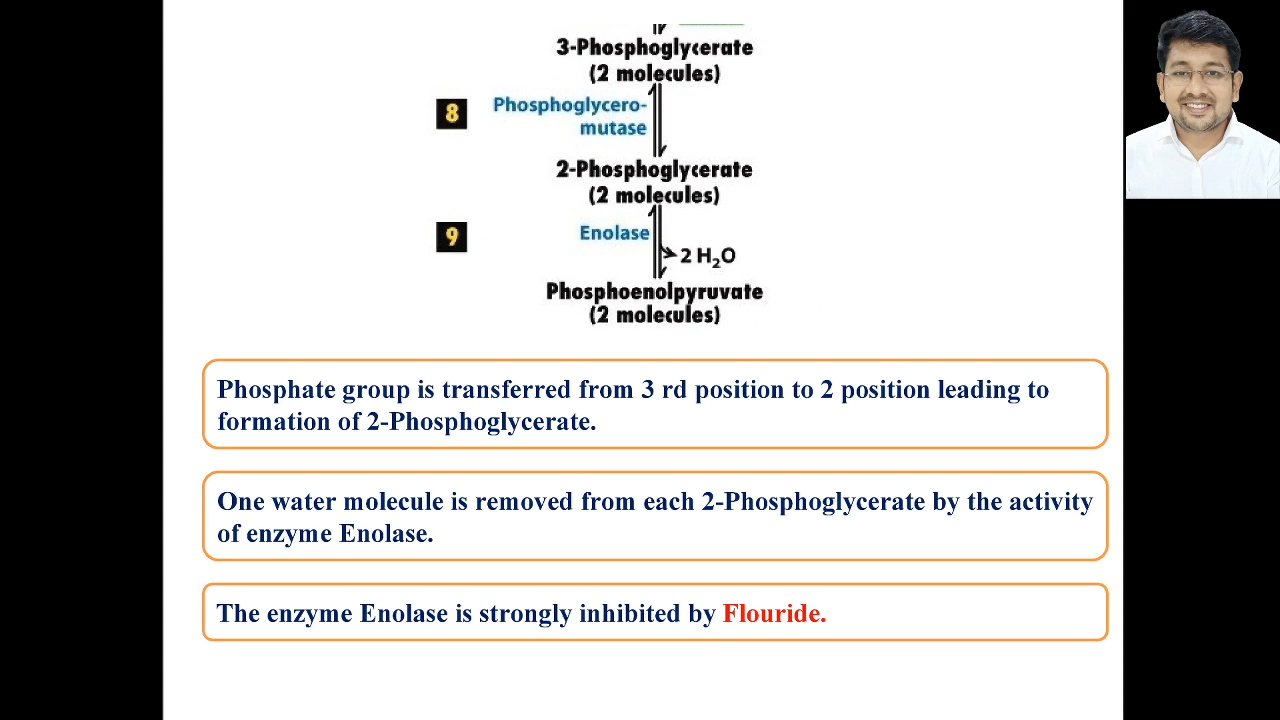 3-Phosphoglycerate
(2 molecules)
8
Phosphoglycero-
mutase
2-Phosphoglycerate
(2 molecules)
9
Enolase
2 H₂O
Phosphoenolpyruvate
(2 molecules)
Phosphate group is transferred from 3 rd position to 2 position leading to
formation of 2-Phosphoglycerate.
One water molecule is removed from each 2-Phosphoglycerate by the activity
of enzyme Enolase.
The enzyme Enolase is strongly inhibited by Flouride.